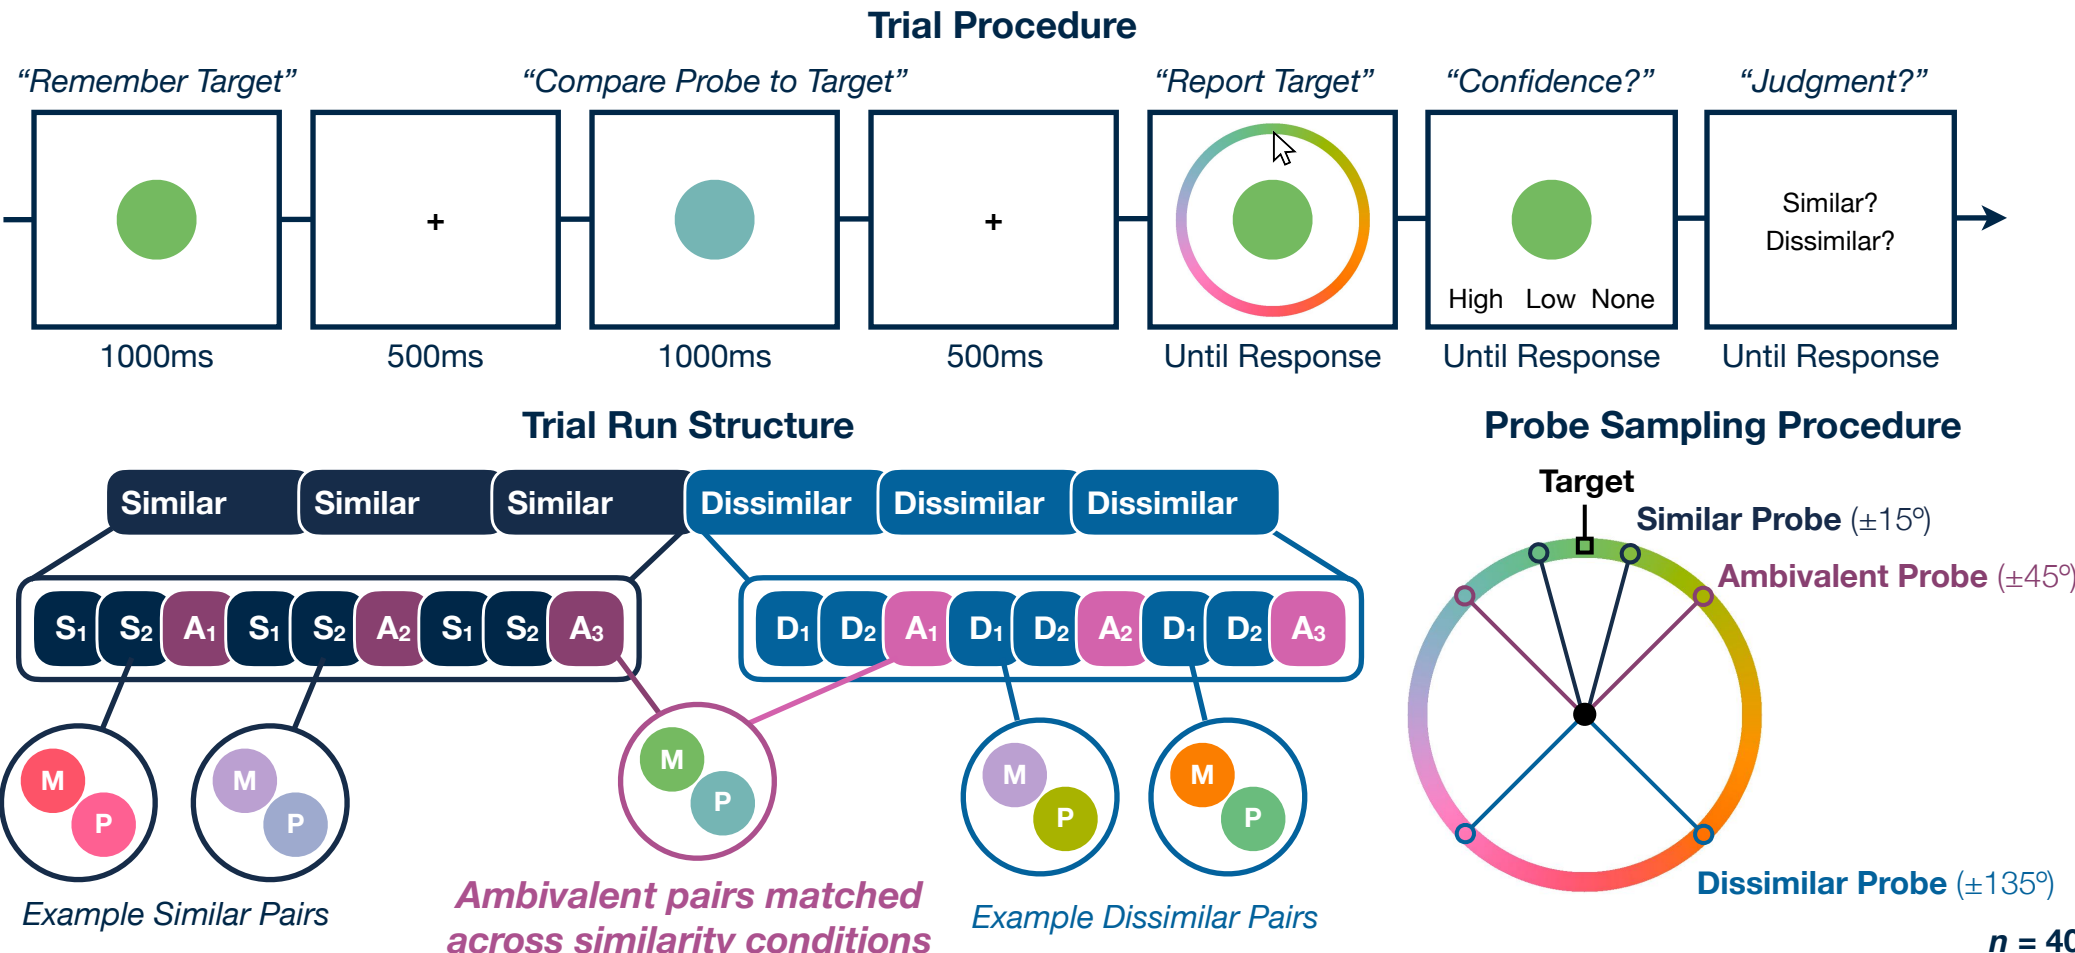 Trial Procedure
“Remember Target”
“Compare Probe to Target”
“Report Target”
“Confidence?”
“Judgment?”
+
+
High Low None
Similar?
Dissimilar?
1000ms
500ms
1000ms
500ms
Until Response
Until Response
Until Response
Trial Run Structure
Similar
Similar
Similar
Dissimilar
Dissimilar
Dissimilar
S1 S2 A1 S1 S2 A2 S1 S2 A3
D1 D2 A1 D1 D2 A2 D1 D2 A3
M
P
M
P
M
P
M
P
M
P
Example Similar Pairs
Ambivalent pairs matched
across similarity conditions
Example Dissimilar Pairs
Probe Sampling Procedure
Target
Similar Probe (±15º)
Ambivalent Probe (±45º)
Dissimilar Probe (±135º)
n = 40